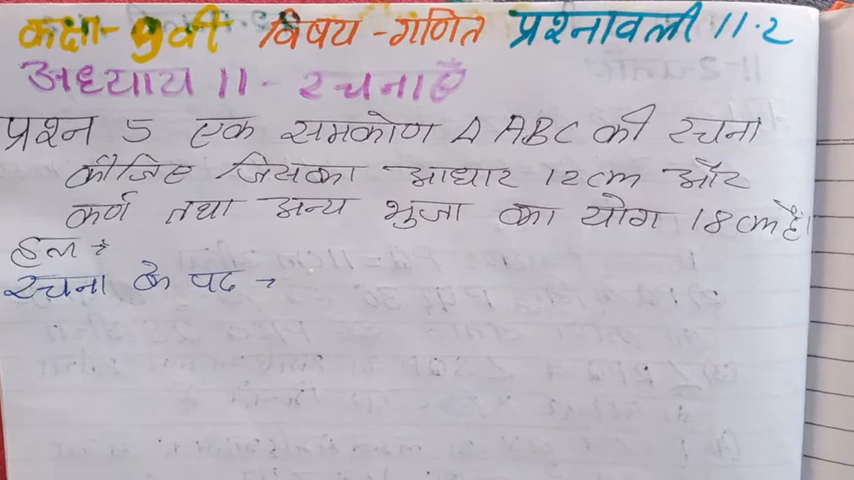 कक्षा-9वीं विषय -गणित प्रश्नावली 11.2
अध्याय 11 - रचनाएँ
प्रश्न 5 एक समकोण Δ ABC की रचना
कीजिए जिसका आधार 12cm और
कर्ण तथा अन्य भुजा का योग 18cm है।
हल →
रचना के पद →